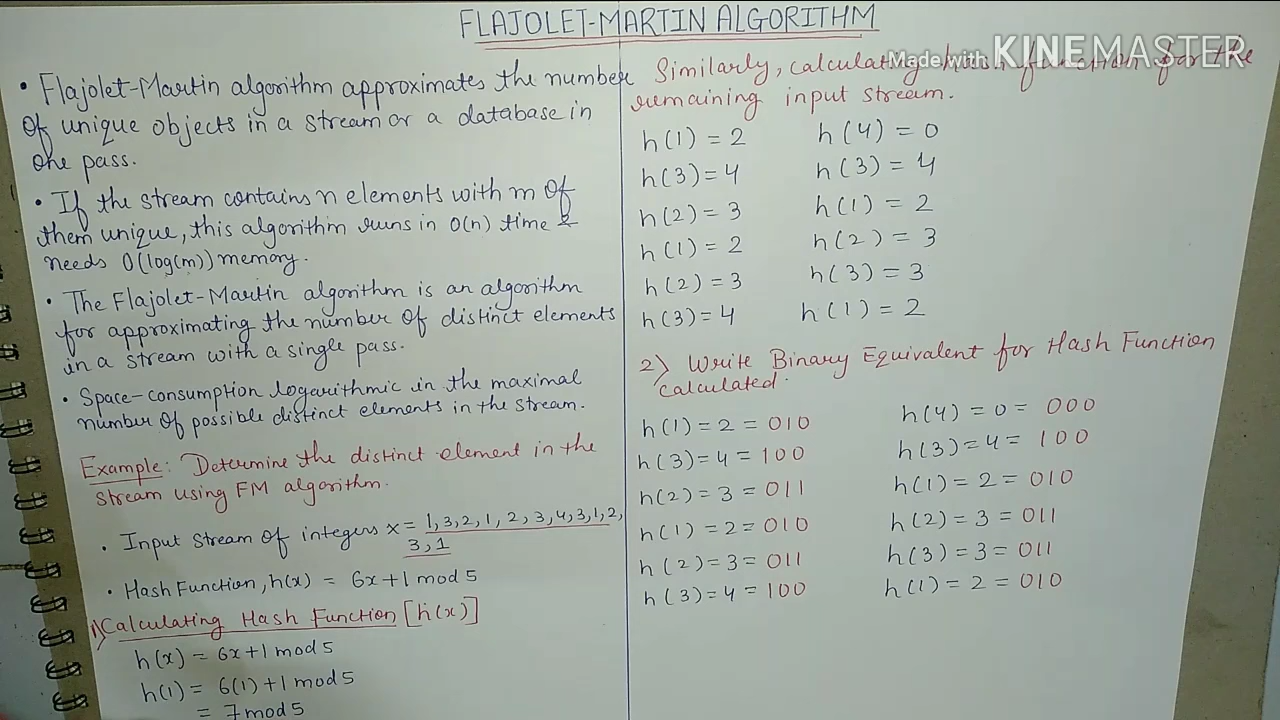 FLAJOLET-MARTIN ALGORITHM
Made with KINEMASTER
• Flajolet-Martin algorithm approximates the number
of unique objects in a stream or a database in
one pass.
• If the stream contains n elements with m of
them unique, this algorithm runs in O(n) time &
needs O(log(m)) memory.
• The Flajolet-Martin algorithm is an algorithm
for approximating the number of distinct elements
in a stream with a single pass.
• Space-consumption logarithmic in the maximal
number of possible distinct elements in the stream.
Example: Determine the distinct element in the
stream using FM algorithm.
• Input stream of integers x = 1,3,2,1,2,3,4,3,1,2,
3,1
• Hash Function, h(x) = 6x+1 mod 5
1) Calculating Hash Function [h(x)]
h(x) = 6x+1 mod 5
h(1) = 6(1)+1 mod 5
= 7 mod 5
Similarly, calculating hash function for the
remaining input stream.
h(1) = 2 h(4) = 0
h(3) = 4 h(3) = 4
h(2) = 3 h(1) = 2
h(1) = 2 h(2) = 3
h(2) = 3 h(3) = 3
h(3) = 4 h(1) = 2
2) Write Binary Equivalent for Hash Function
calculated.
h(1) = 2 = 010 h(4) = 0 = 000
h(3) = 4 = 100 h(3) = 4 = 100
h(2) = 3 = 011 h(1) = 2 = 010
h(1) = 2 = 010 h(2) = 3 = 011
h(2) = 3 = 011 h(3) = 3 = 011
h(3) = 4 = 100 h(1) = 2 = 010